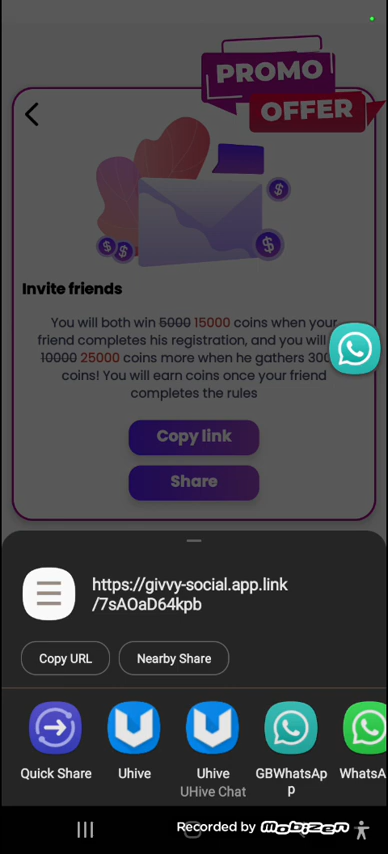 PROMO
OFFER
Invite friends
You will both win 5000 15000 coins when your
friend completes his registration, and you will
10000 25000 coins more when he gathers 300
coins! You will earn coins once your friend
completes the rules
Copy link
Share
https://givvy-social.app.link
/7sAOaD64kpb
Copy URL
Nearby Share
Quick Share
Uhive
Uhive
UHive Chat
GBWhatsAp
p
WhatsA
Recorded by MOBIZEN